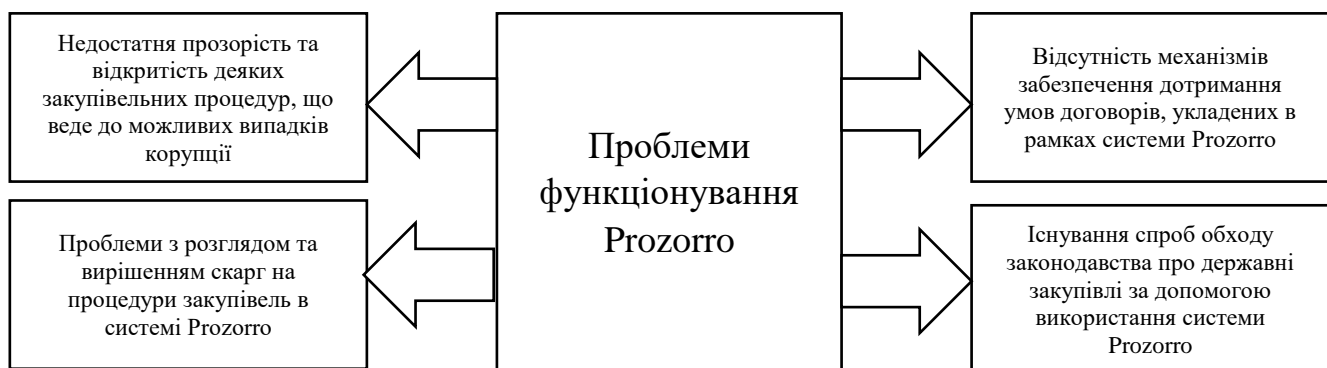 Недостатня прозорість та
відкритість деяких
закупівельних процедур, що
веде до можливих випадків
корупції
Проблеми з розглядом та
вирішенням скарг на
процедури закупівель в
системі Prozorro
Проблеми
функціонування
Prozorro
Відсутність механізмів
забезпечення дотримання
умов договорів, укладених в
рамках системи Prozorro
Існування спроб обходу
законодавства про державні
закупівлі за допомогою
використання системи
Prozorro